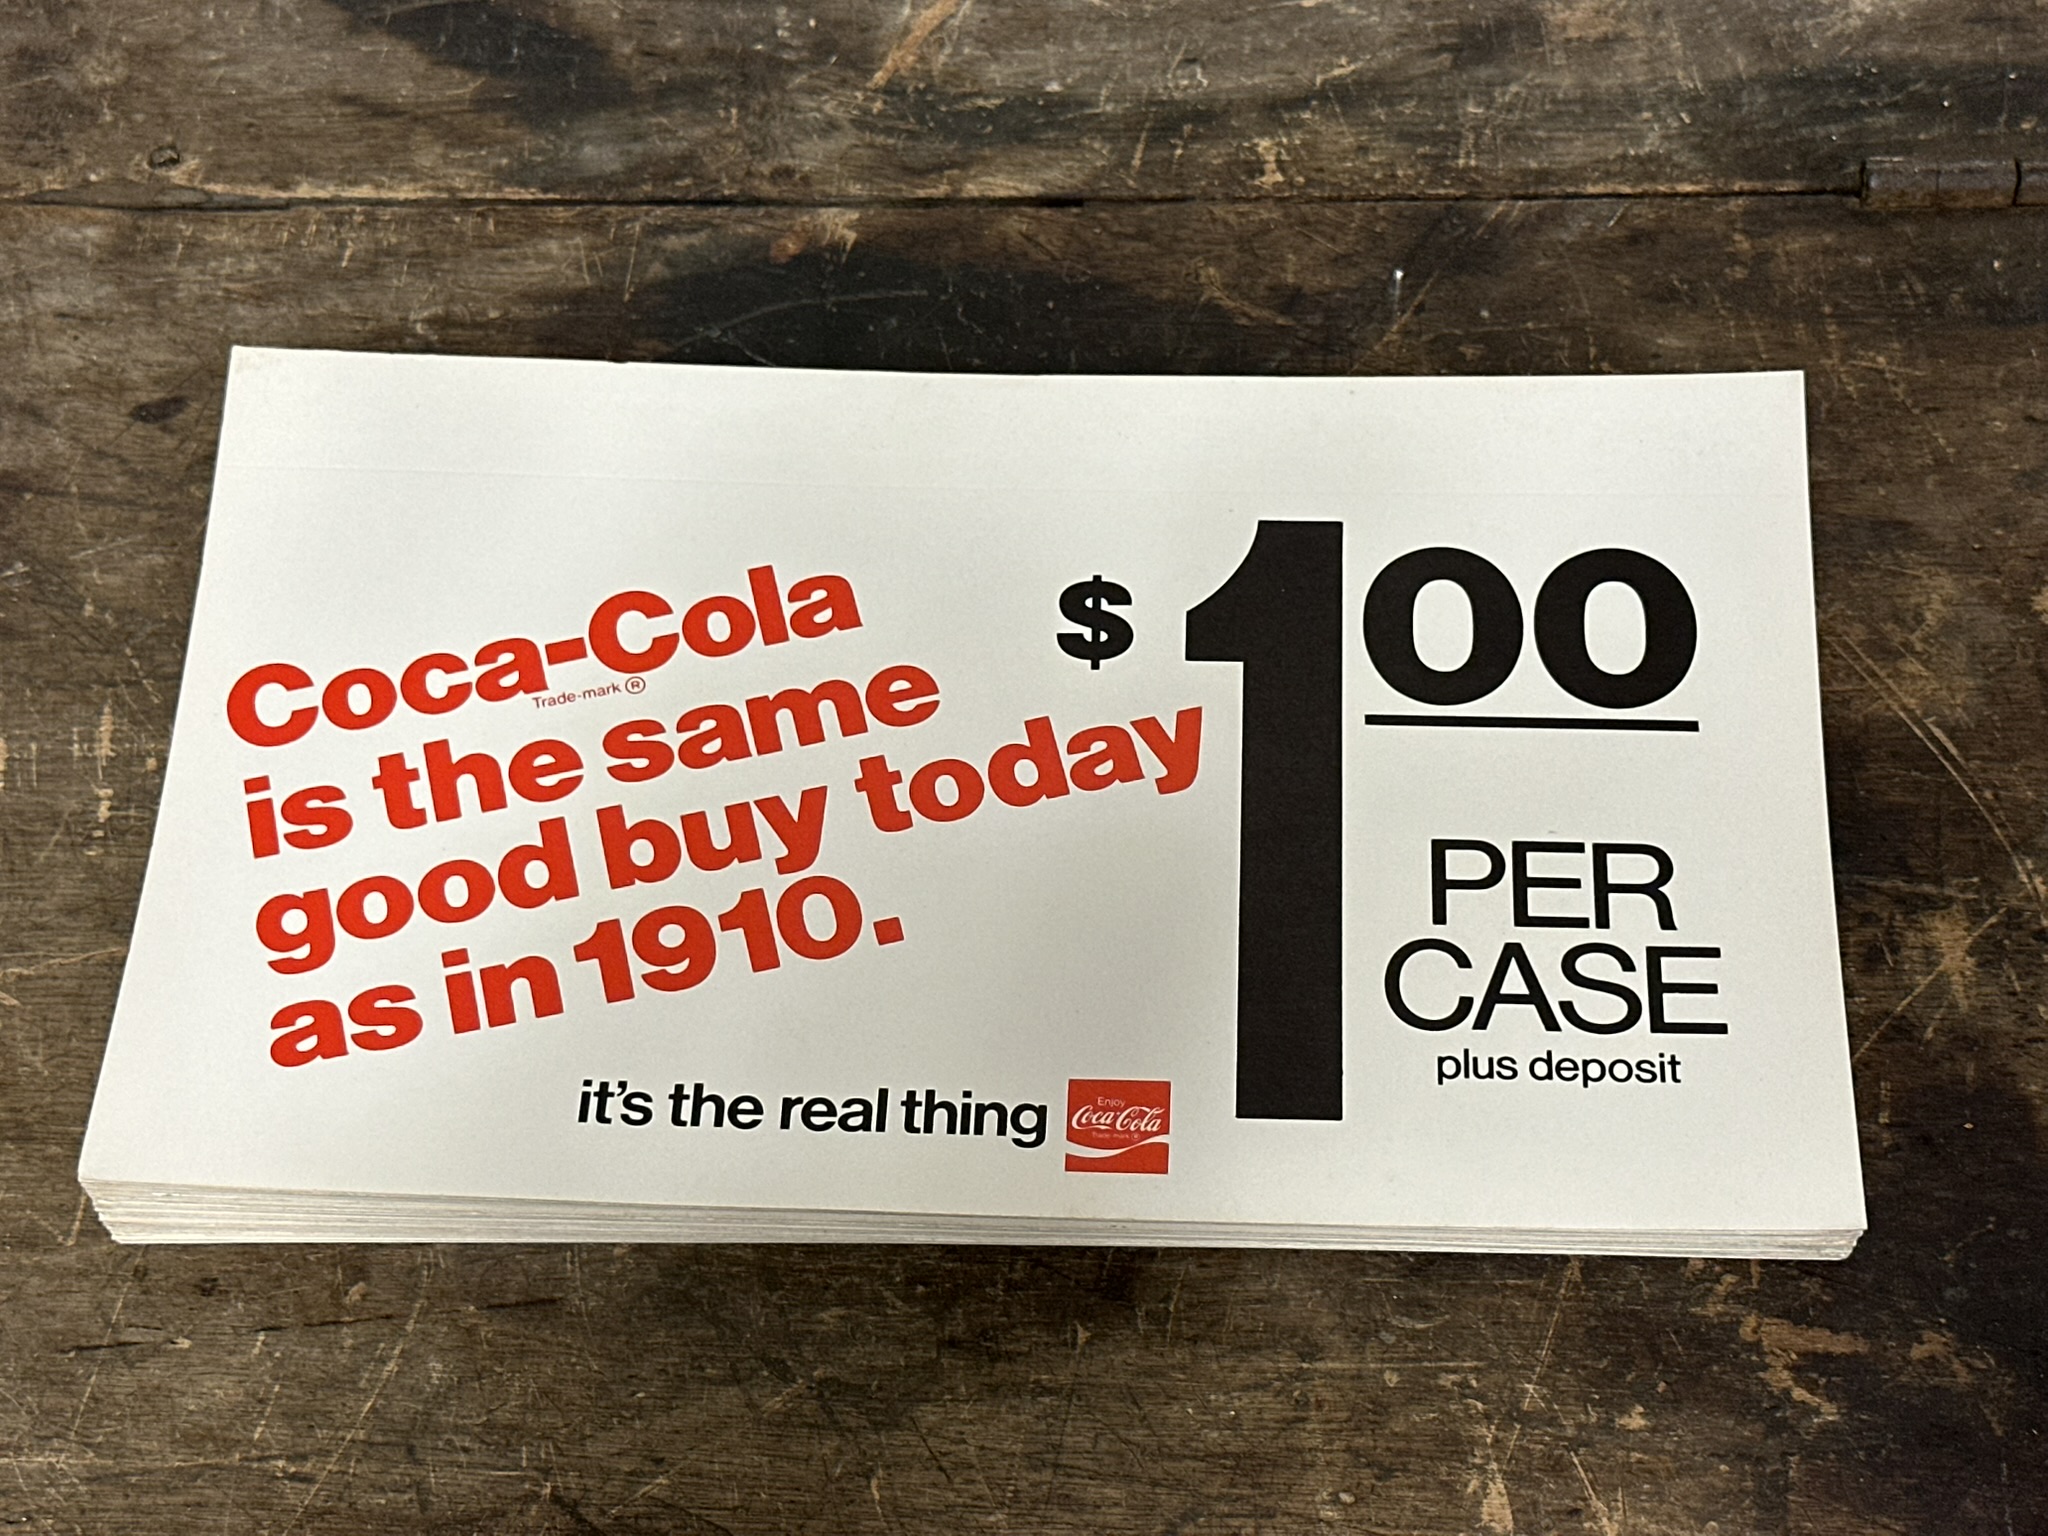 Coca-Cola
Trade-mark ®
is the same
good buy today
as in 1910.
$1.00
PER
CASE
plus deposit
it's the real thing
Enjoy
Coca-Cola
Trade-mark ®